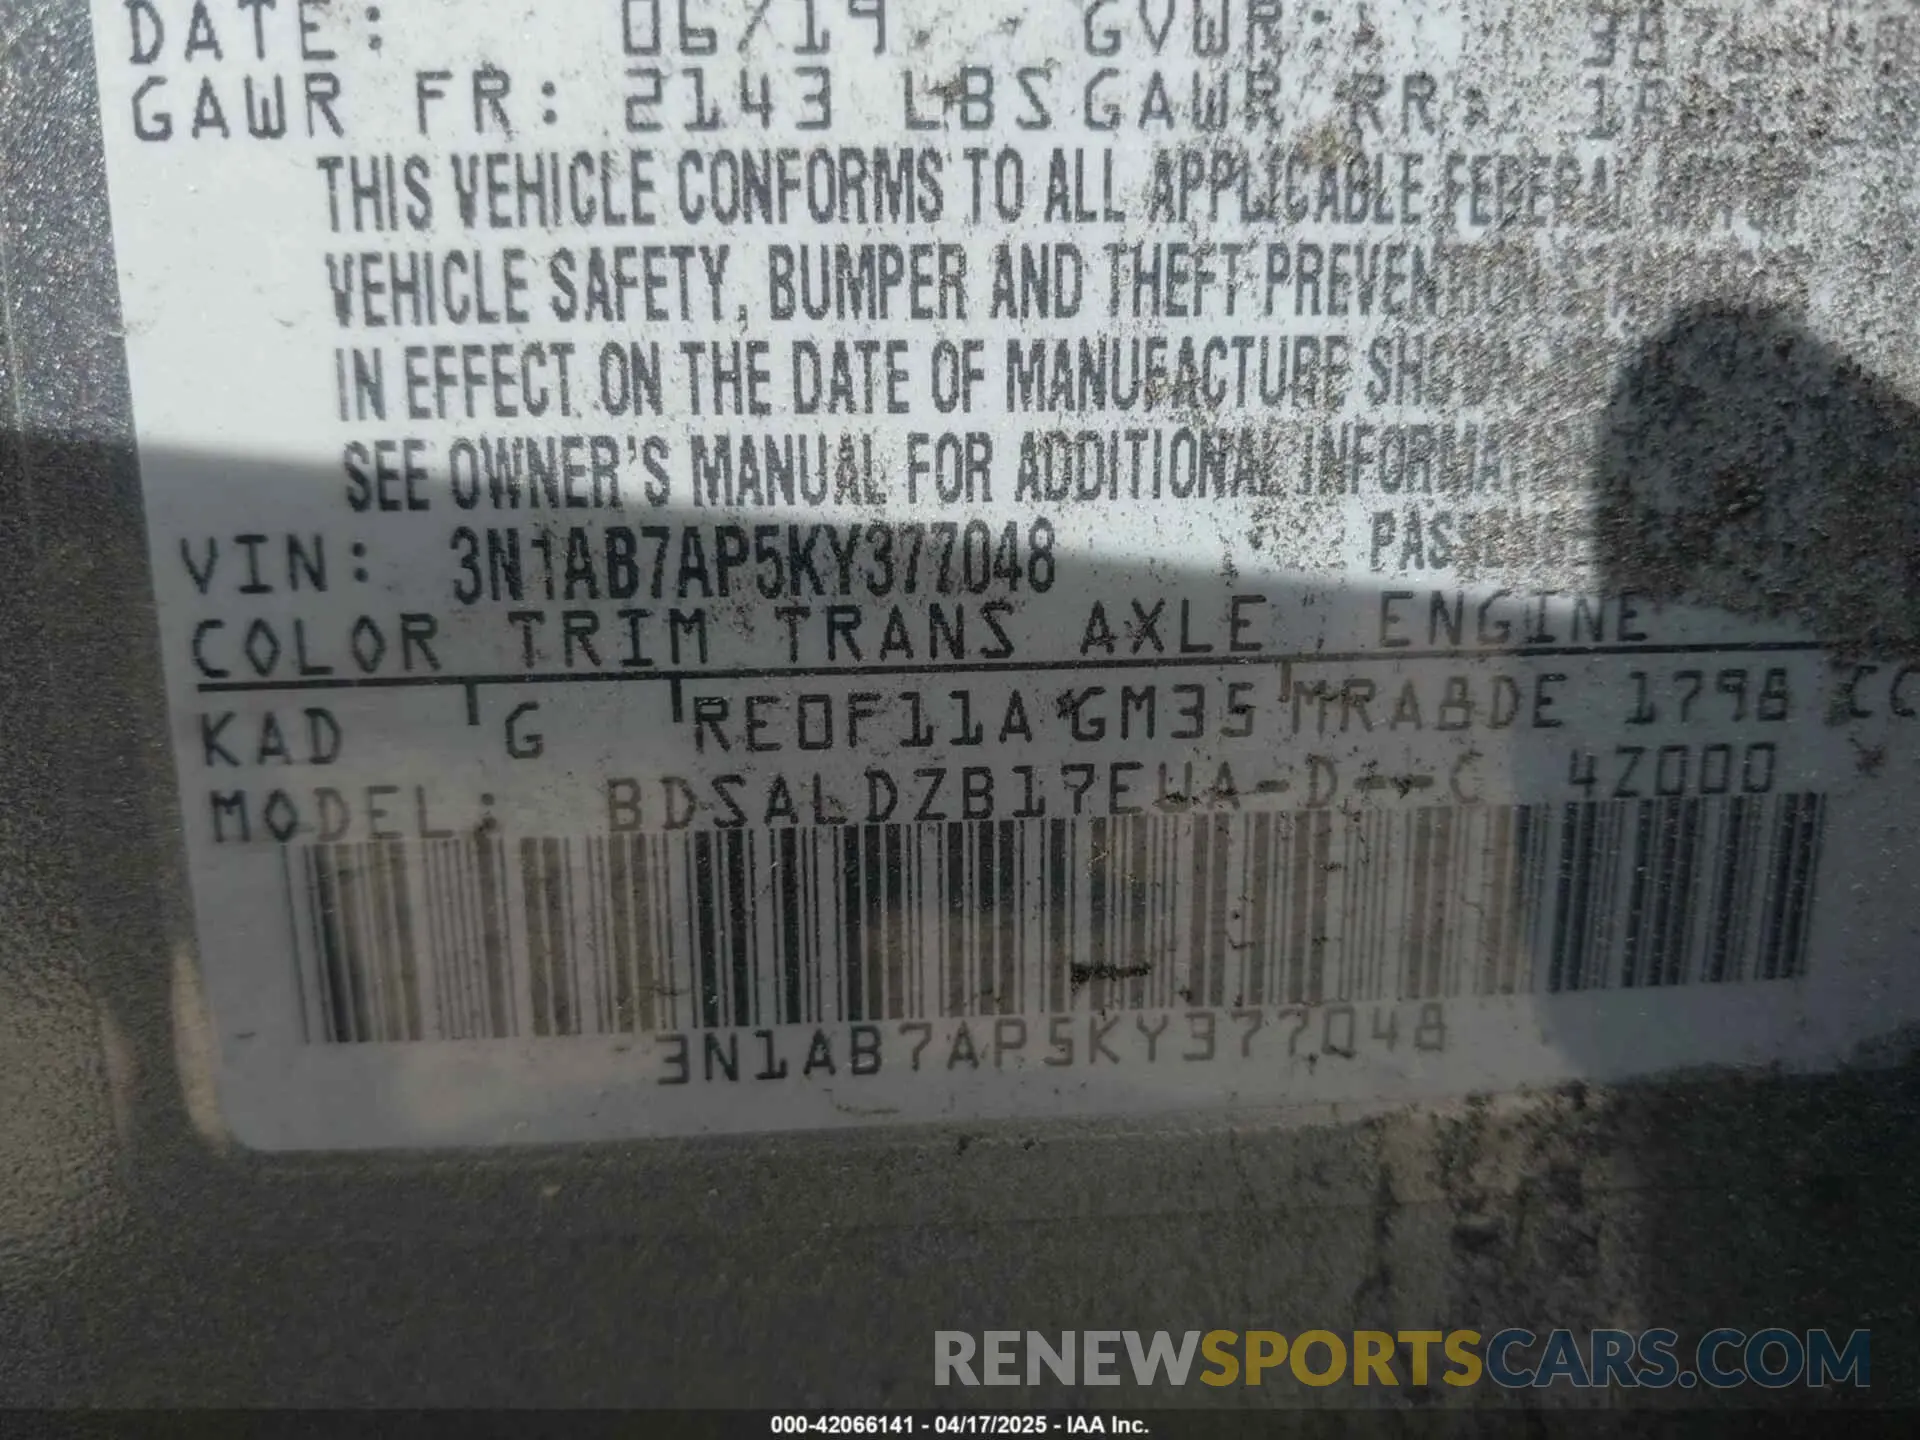 DATE: 06/19 GVWR:
GAWR FR: 2143 LBS GAWR RR:
THIS VEHICLE CONFORMS TO ALL APPLICABLE FEDERAL MOTOR
VEHICLE SAFETY, BUMPER AND THEFT PREVENTION
IN EFFECT ON THE DATE OF MANUFACTURE SHOWN
SEE OWNER'S MANUAL FOR ADDITIONAL INFORMATION
PASSENGER
VIN: 3N1AB7AP5KY377048
COLOR TRIM TRANS AXLE ENGINE
KAD G RE0F11A GM35 MRA8DE 1798 CC
MODEL: BDSALDZB17EUA-D---C 4Z000
3N1AB7AP5KY377048
RENEWSPORTSCARS.COM
000-42066141 - 04/17/2025 - IAA Inc.